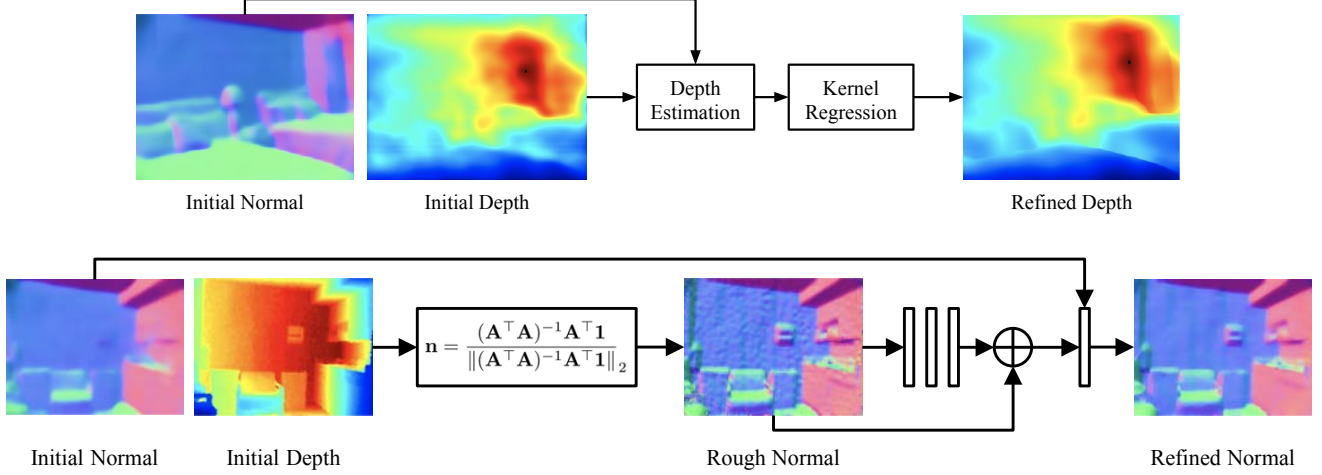 Depth
Estimation
Kernel
Regression
Initial Normal
Initial Depth
Refined Depth
n = (A⊤A)−1A⊤1 / ∥(A⊤A)−1A⊤1∥2
Initial Normal
Initial Depth
Rough Normal
Refined Normal